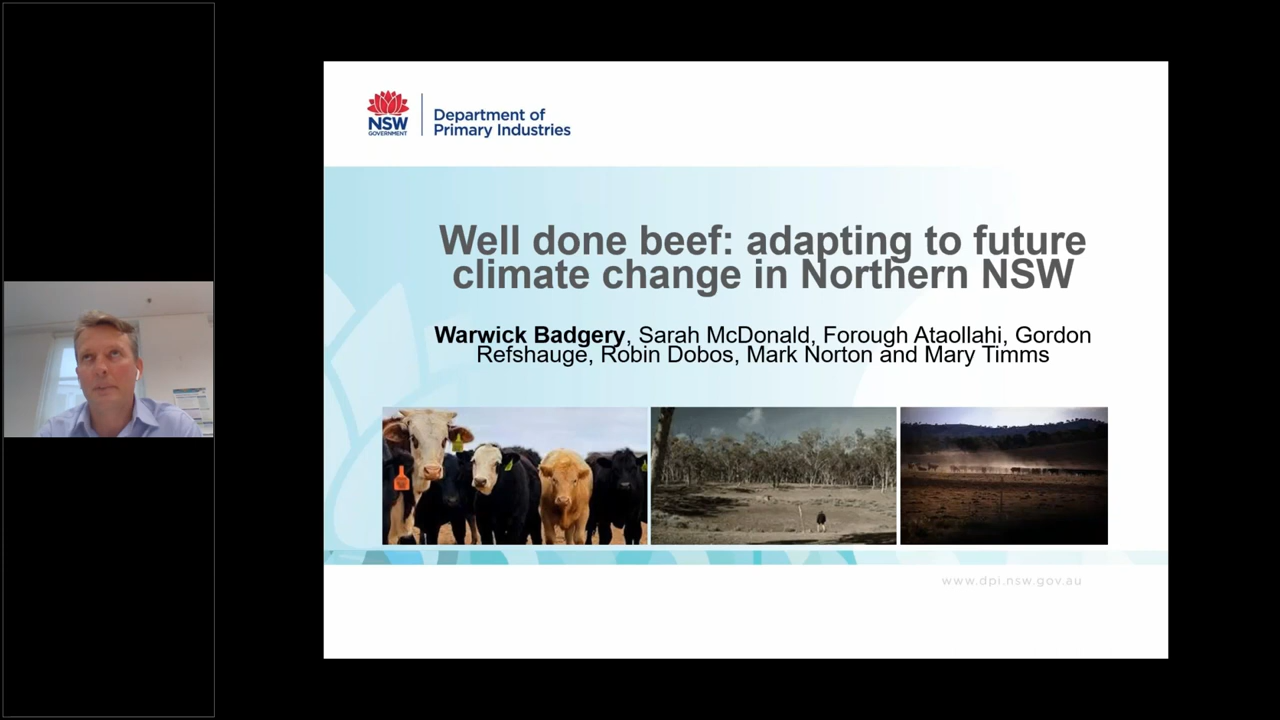 NSW
GOVERNMENT
Department of
Primary Industries
Well done beef: adapting to future
climate change in Northern NSW
Warwick Badgery, Sarah McDonald, Forough Ataollahi, Gordon
Refshauge, Robin Dobos, Mark Norton and Mary Timms
www.dpi.nsw.gov.au